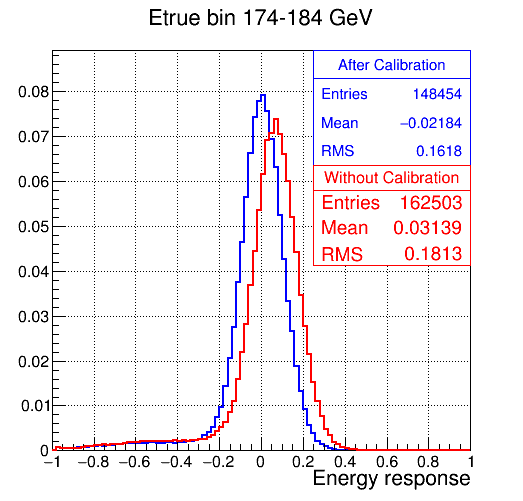 Etrue bin 174-184 GeV
After Calibration
Entries 148454
Mean −0.02184
RMS 0.1618
Without Calibration
Entries 162503
Mean 0.03139
RMS 0.1813
0.08
0.07
0.06
0.05
0.04
0.03
0.02
0.01
0
−1 −0.8 −0.6 −0.4 −0.2 0 0.2 0.4 0.6 0.8 1
Energy response